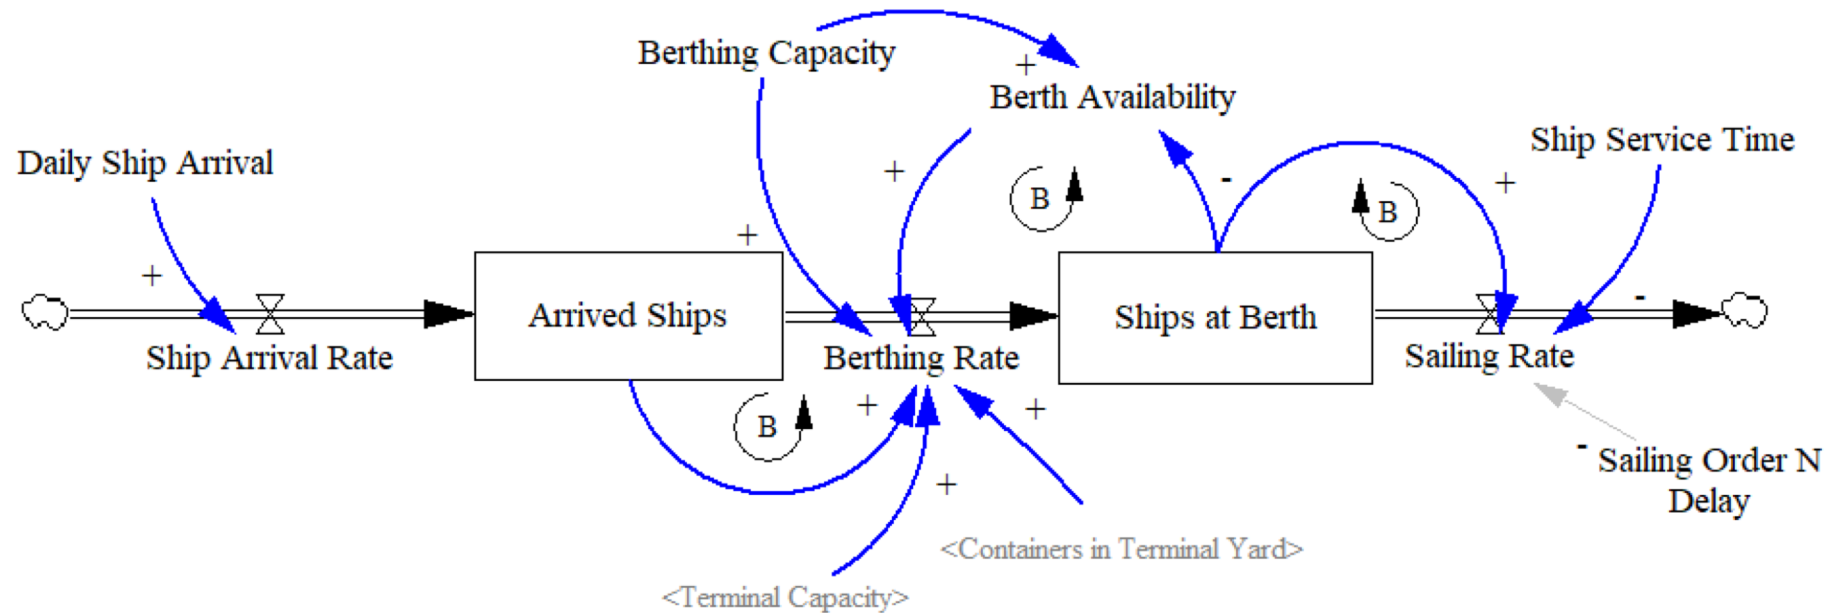 Berthing Capacity
+
Berth Availability
Ship Service Time
Daily Ship Arrival
+
-
+
B
B
+
+
-
Arrived Ships
Ships at Berth
Ship Arrival Rate
Berthing Rate
Sailing Rate
B
+
+
-
Sailing Order N
Delay
+
<Containers in Terminal Yard>
<Terminal Capacity>